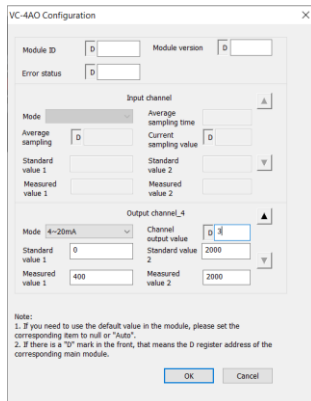 VC-4AO Configuration
Module ID D Module version D
Error status D
Input channel
Mode Average sampling time
Average sampling D Current sampling value D
Standard value 1 Standard value 2
Measured value 1 Measured value 2
Output channel_4
Mode 4~20mA Channel output value D 3
Standard value 1 0 Standard value 2 2000
Measured value 1 400 Measured value 2 2000
Note:
1. If you need to use the default value in the module, please set the
corresponding item to null or "Auto".
2. If there is a "D" mark in the front, that means the D register address of the
corresponding main module.
OK Cancel